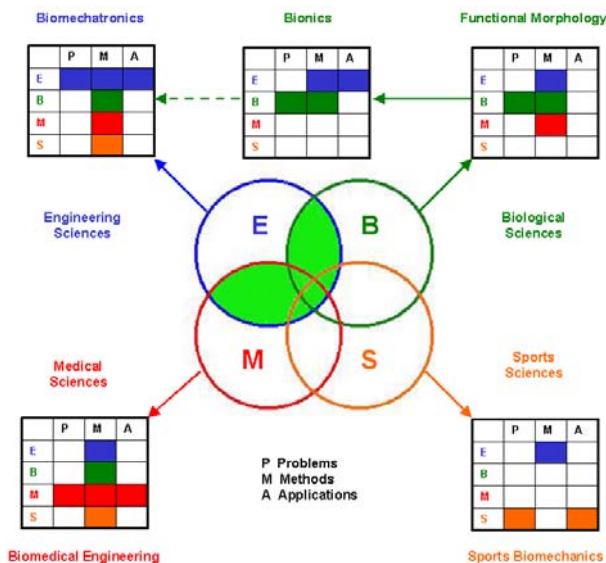 Biomechatronics
Bionics
Functional Morphology
P M A
E
B
M
S
P M A
E
B
M
S
P M A
E
B
M
S
Engineering
Sciences
E
B
Biological
Sciences
Medical
Sciences
M
S
Sports
Sciences
P M A
E
B
M
S
P Problems
M Methods
A Applications
P M A
E
B
M
S
Biomedical Engineering
Sports Biomechanics